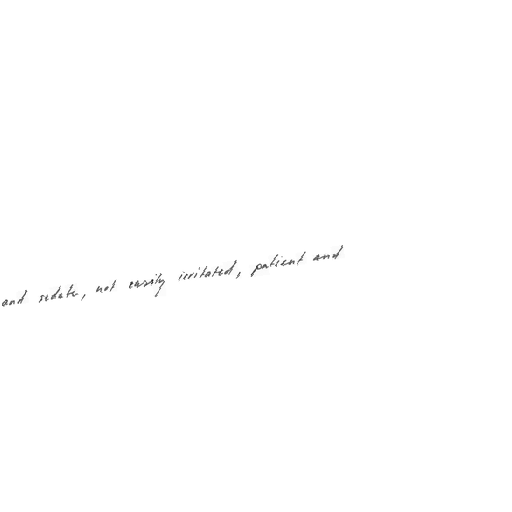 and sedate, not easily irritated, patient and